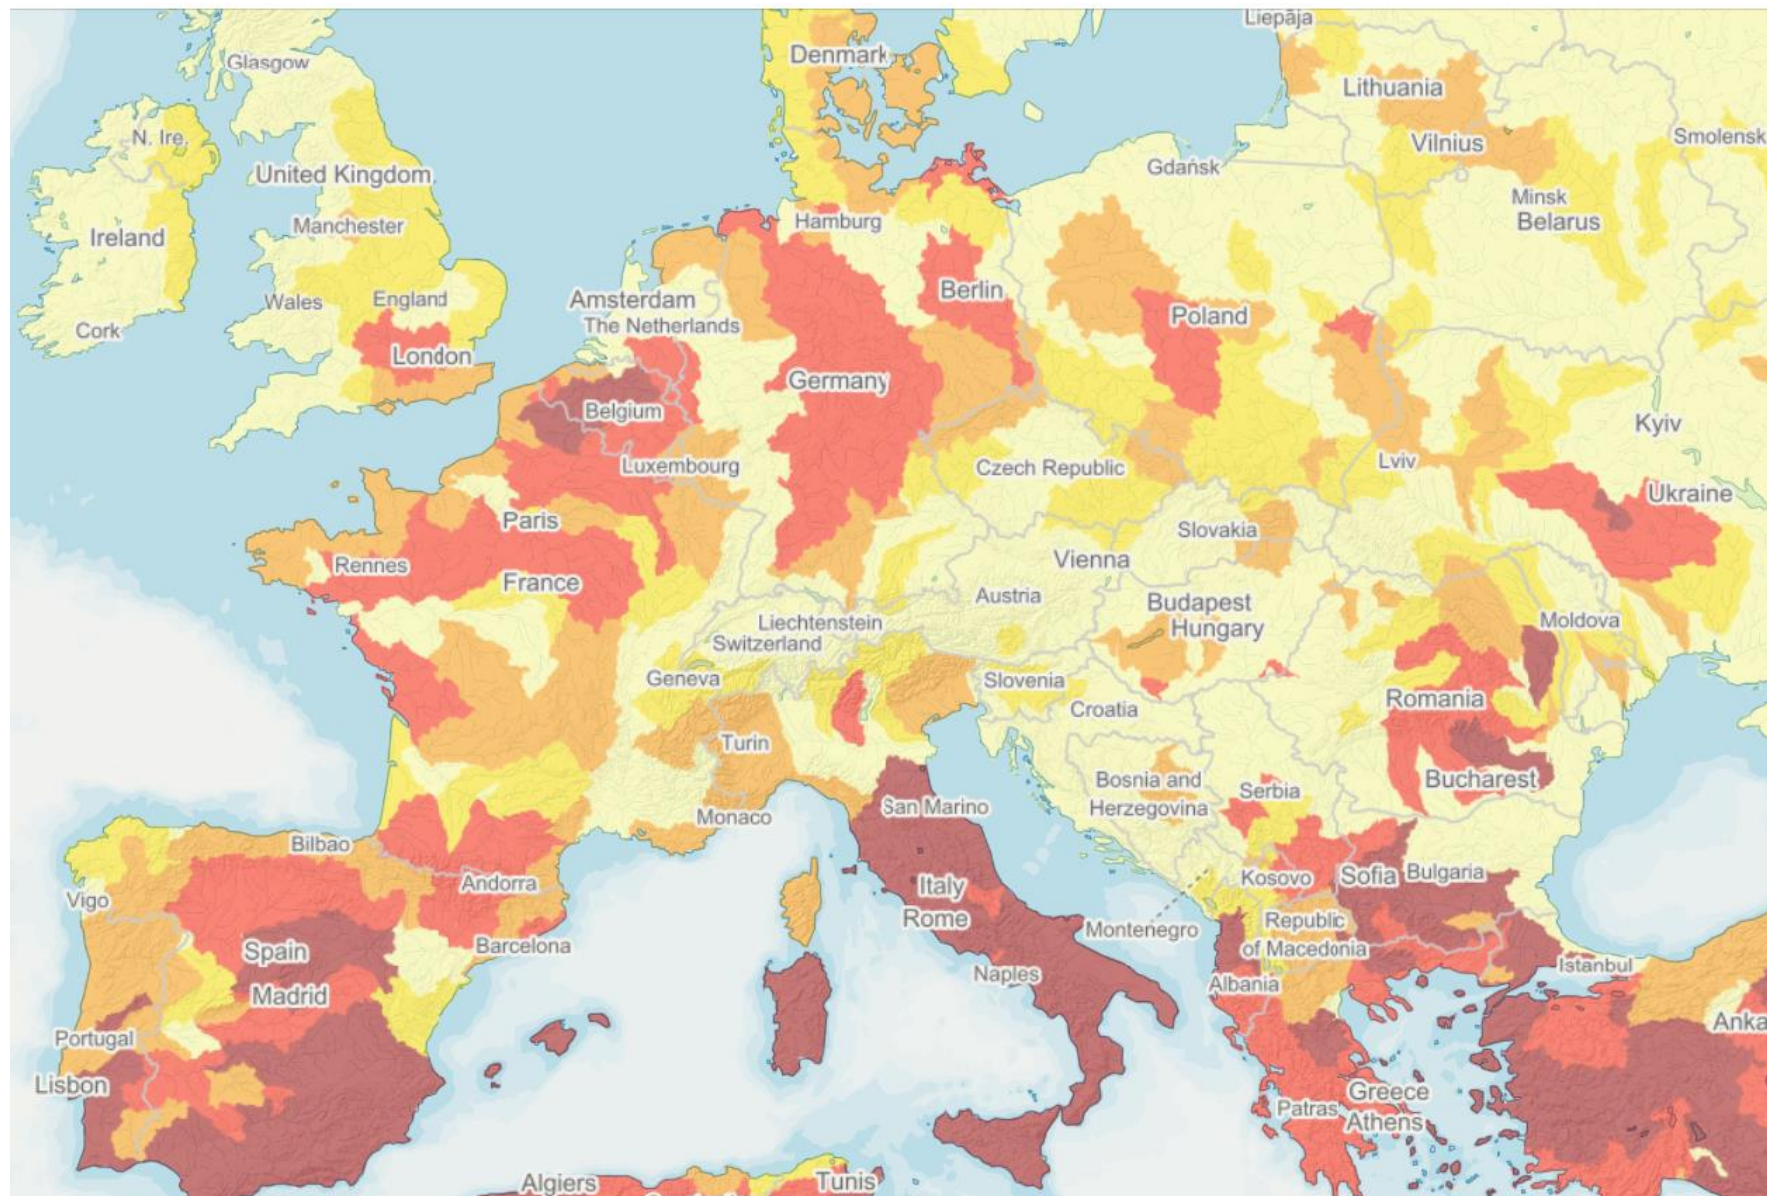 Liepāja
Glasgow
Denmark
Lithuania
N. Ire.
Vilnius
Smolensk
United Kingdom
Gdańsk
Minsk
Belarus
Manchester
Hamburg
Ireland
Wales
England
Amsterdam
Berlin
Cork
The Netherlands
Poland
London
Germany
Belgium
Kyiv
Luxembourg
Czech Republic
Lviv
Ukraine
Paris
Slovakia
Rennes
France
Vienna
Austria
Budapest
Hungary
Moldova
Liechtenstein
Switzerland
Geneva
Slovenia
Croatia
Romania
Turin
Bosnia and
Herzegovina
Serbia
Bucharest
Monaco
San Marino
Bilbao
Andorra
Italy
Rome
Kosovo
Sofia
Bulgaria
Vigo
Montenegro
Republic
of Macedonia
Spain
Barcelona
Naples
Albania
Istanbul
Madrid
Portugal
Anka
Lisbon
Greece
Patras
Athens
Algiers
Tunis